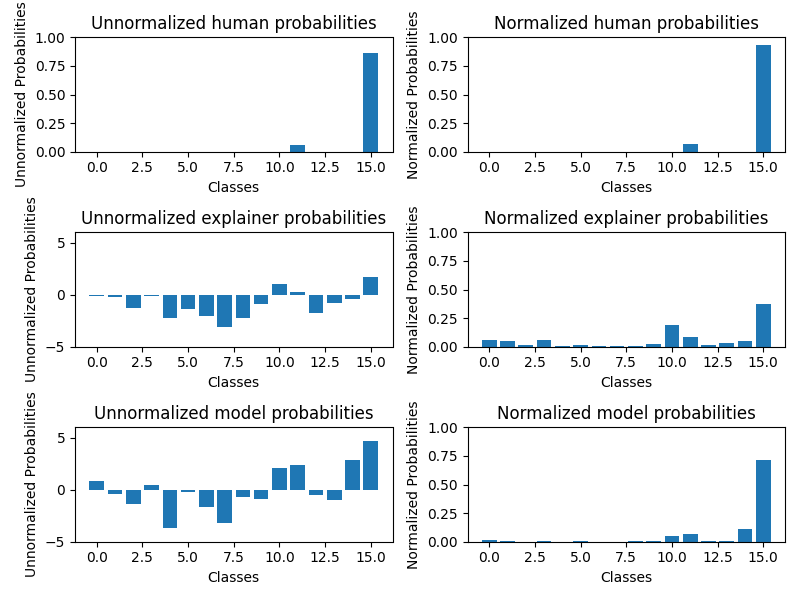 Unnormalized human probabilities
Unnormalized Probabilities
1.00
0.75
0.50
0.25
0.00
0.0 2.5 5.0 7.5 10.0 12.5 15.0
Classes
Normalized human probabilities
Normalized Probabilities
1.00
0.75
0.50
0.25
0.00
0.0 2.5 5.0 7.5 10.0 12.5 15.0
Classes
Unnormalized explainer probabilities
Unnormalized Probabilities
5
0
−5
0.0 2.5 5.0 7.5 10.0 12.5 15.0
Classes
Normalized explainer probabilities
Normalized Probabilities
1.00
0.75
0.50
0.25
0.00
0.0 2.5 5.0 7.5 10.0 12.5 15.0
Classes
Unnormalized model probabilities
Unnormalized Probabilities
5
0
−5
0.0 2.5 5.0 7.5 10.0 12.5 15.0
Classes
Normalized model probabilities
Normalized Probabilities
1.00
0.75
0.50
0.25
0.00
0.0 2.5 5.0 7.5 10.0 12.5 15.0
Classes